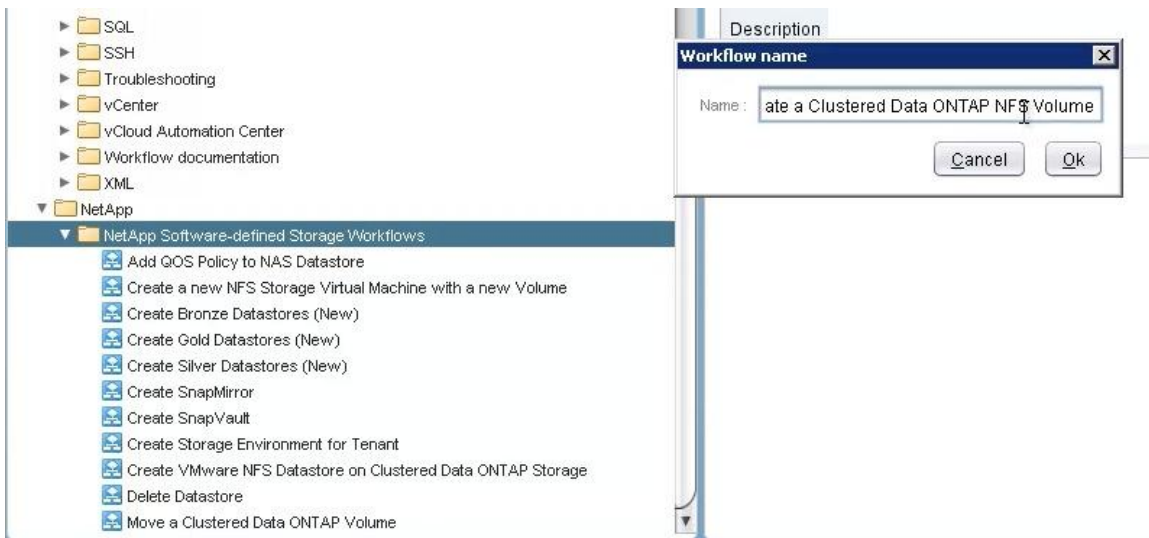 SQL
SSH
Troubleshooting
vCenter
vCloud Automation Center
Workflow documentation
XML
NetApp
NetApp Software-defined Storage Workflows
Add QOS Policy to NAS Datastore
Create a new NFS Storage Virtual Machine with a new Volume
Create Bronze Datastores (New)
Create Gold Datastores (New)
Create Silver Datastores (New)
Create SnapMirror
Create SnapVault
Create Storage Environment for Tenant
Create VMware NFS Datastore on Clustered Data ONTAP Storage
Delete Datastore
Move a Clustered Data ONTAP Volume
Description
Workflow name
Name : ate a Clustered Data ONTAP NFS Volume
Cancel Ok